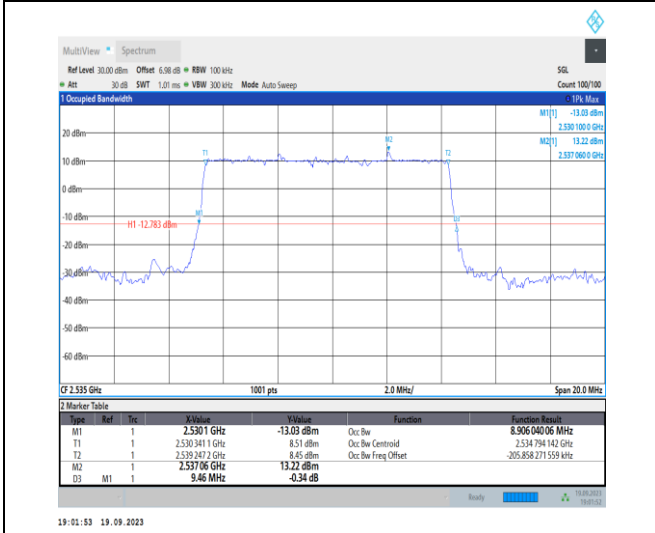 MultiView Spectrum
Ref Level 30.00 dBm Offset 6.98 dB RBW 100 kHz SGL
Att 30 dB SWT 1.01 ms VBW 300 kHz Mode Auto Sweep Count 100/100
1 Occupied Bandwidth 1Pk Max
M1[1] -13.03 dBm
2.530 100 0 GHz
M2[1] 13.22 dBm
2.537 060 0 GHz
20 dBm
M2
T1 T2
10 dBm
0 dBm
-10 dBm
M1
H1 -12.783 dBm
-20 dBm
-30 dBm
-40 dBm
-50 dBm
-60 dBm
CF 2.535 GHz 1001 pts 2.0 MHz/ Span 20.0 MHz
2 Marker Table
Type Ref Trc X-Value Y-Value Function Function Result
M1 1 2.5301 GHz -13.03 dBm Occ Bw 8.906 040 06 MHz
T1 1 2.530 341 1 GHz 8.51 dBm Occ Bw Centroid 2.534 794 142 GHz
T2 1 2.539 247 2 GHz 8.45 dBm Occ Bw Freq Offset -205.858 271 559 kHz
M2 1 2.537 06 GHz 13.22 dBm
D3 M1 1 9.46 MHz -0.34 dB
Ready 19.09.2023
19:01:52
19:01:53 19.09.2023